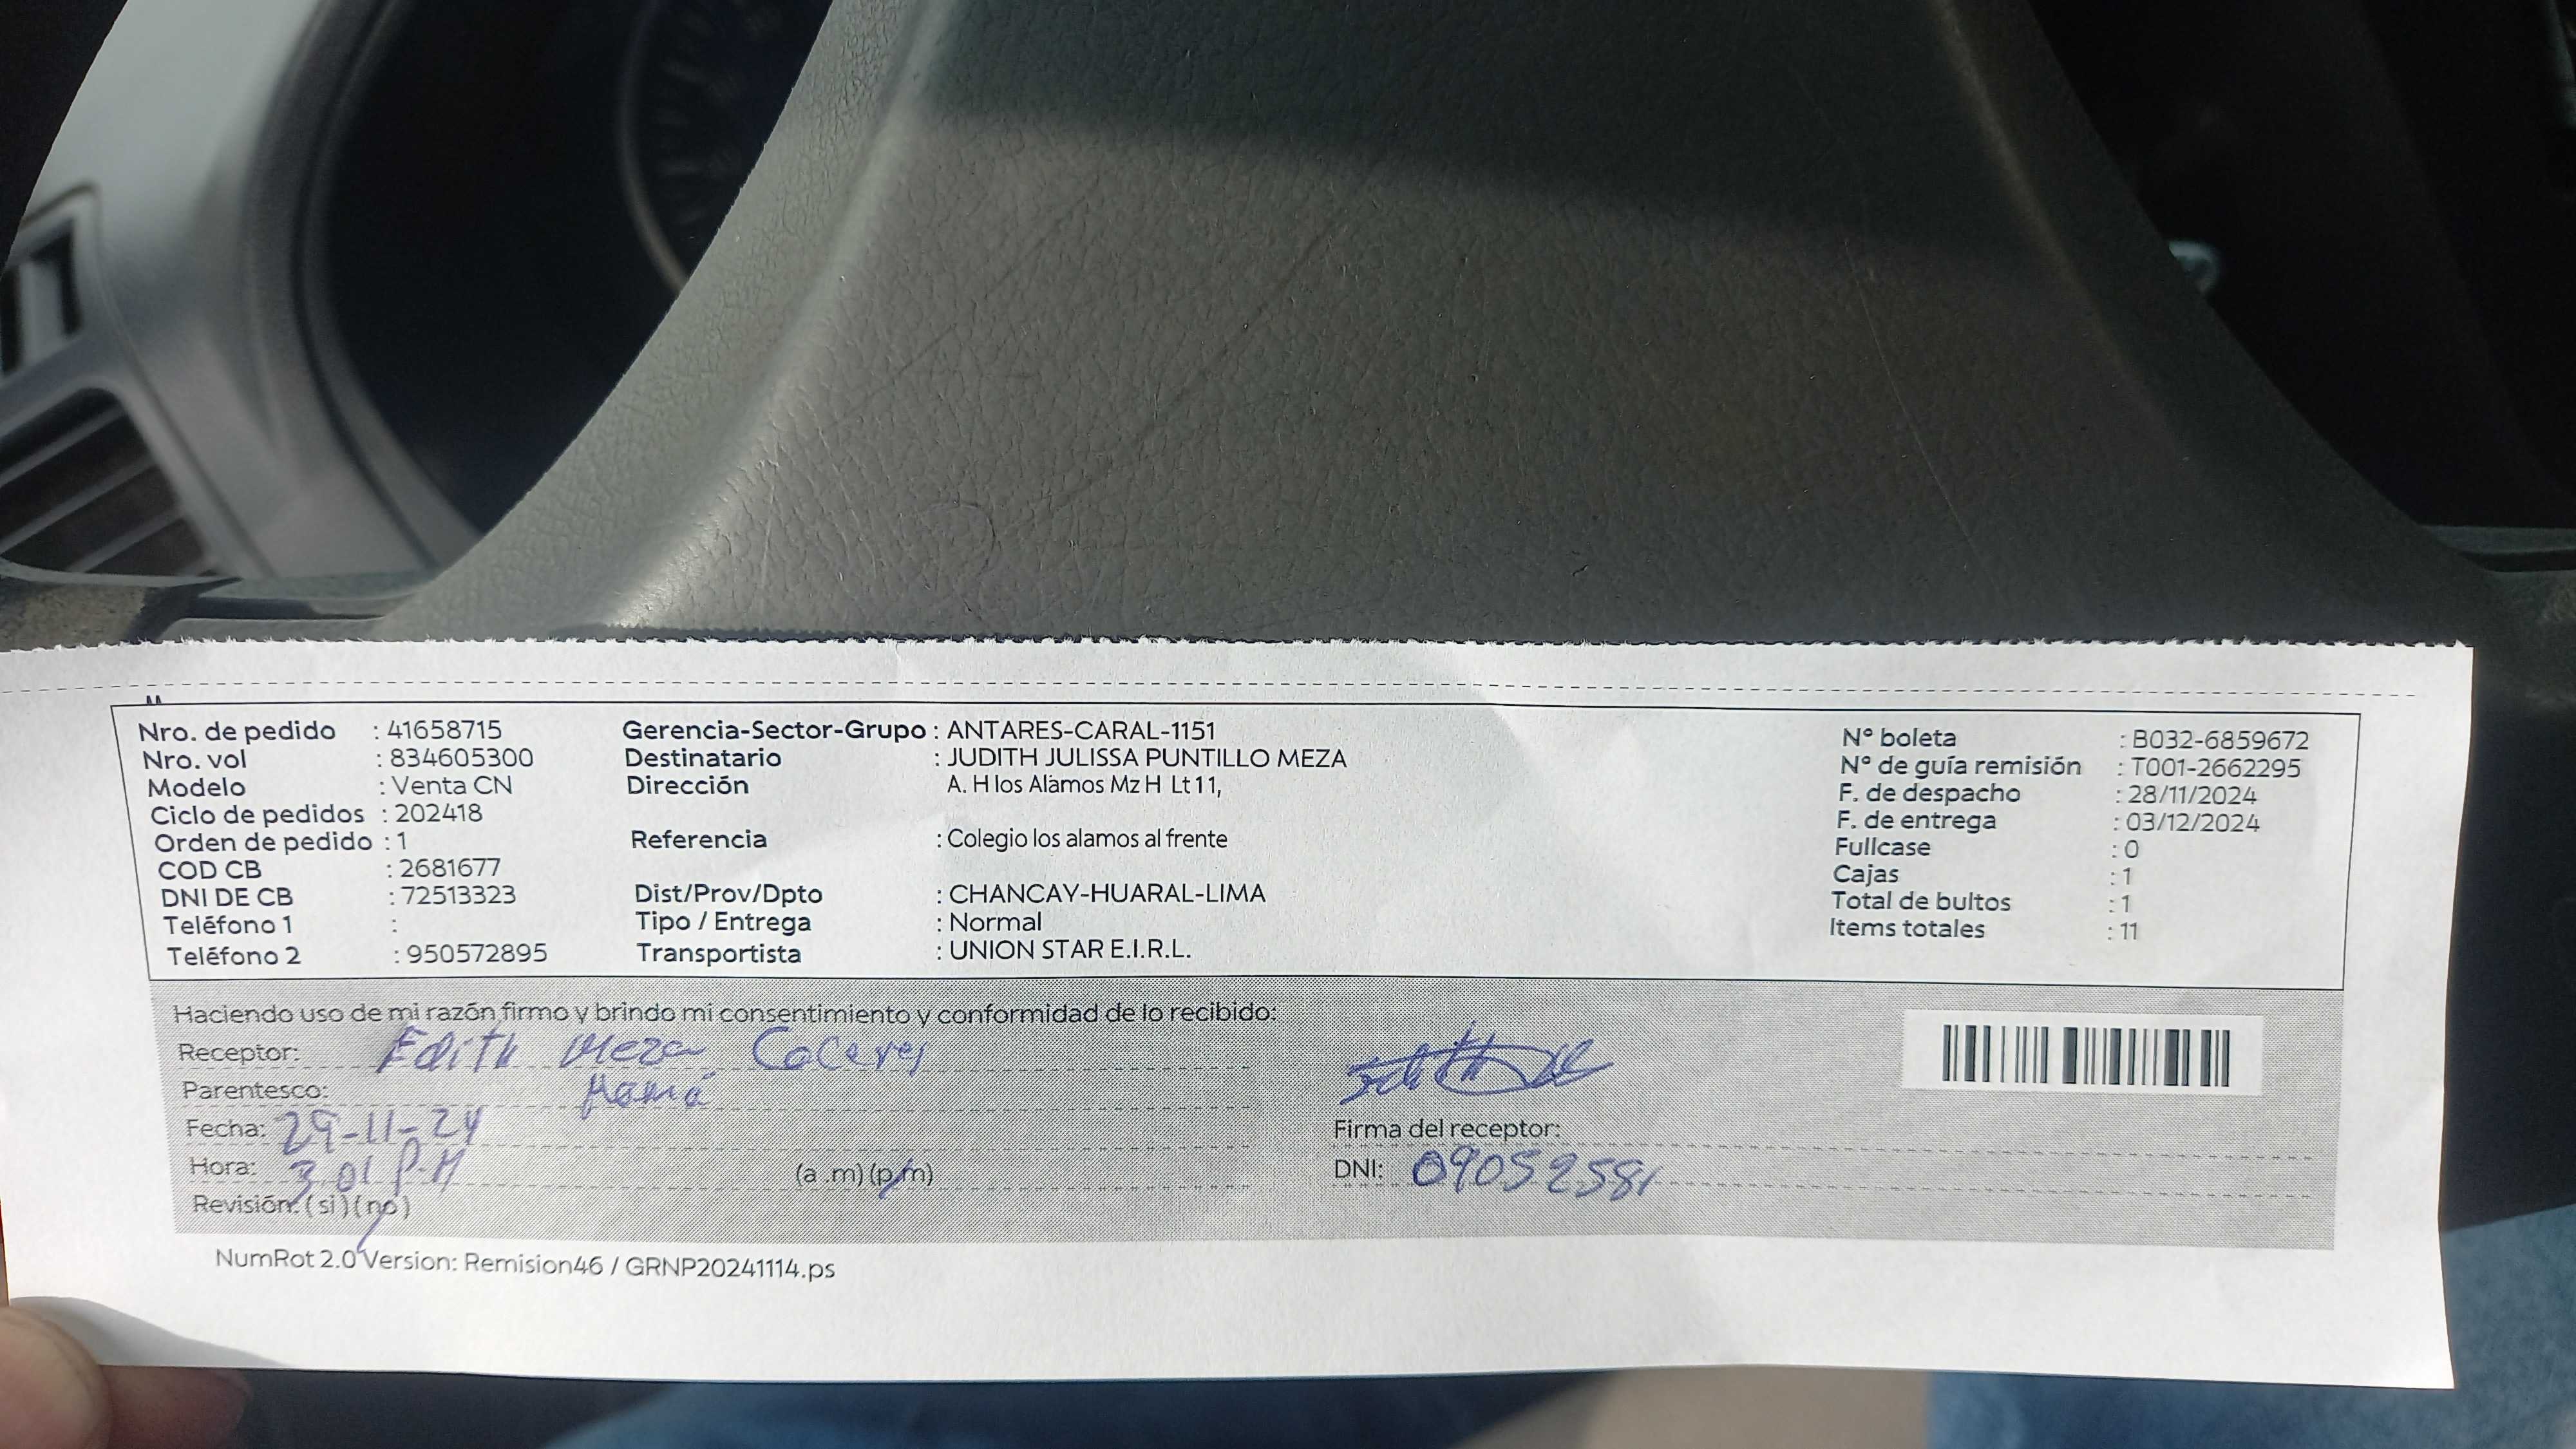 Nro. de pedido : 41658715
Nro. vol : 834605300
Modelo : Venta CN
Ciclo de pedidos : 202418
Orden de pedido : 1
COD CB : 2681677
DNI DE CB : 72513323
Teléfono 1 :
Teléfono 2 : 950572895
Gerencia-Sector-Grupo : ANTARES-CARAL-1151
Destinatario : JUDITH JULISSA PUNTILLO MEZA
Dirección A. H los Alamos Mz H Lt 11,
Referencia : Colegio los alamos al frente
Dist/Prov/Dpto : CHANCAY-HUARAL-LIMA
Tipo / Entrega : Normal
Transportista : UNION STAR E.I.R.L.
N° boleta : B032-6859672
N° de guía remisión : T001-2662295
F. de despacho : 28/11/2024
F. de entrega : 03/12/2024
Fullcase : 0
Cajas : 1
Total de bultos : 1
Items totales : 11
Haciendo uso de mi razón firmo y brindo mi consentimiento y conformidad de lo recibido:
Receptor: Edith Meza Caceres
Parentesco: Mamá
Fecha: 29-11-24
Hora: 3.01 P.M (a .m) (p.m)
Revisión: ( si ) ( no )
Firma del receptor:
DNI: 09052581
NumRot 2.0 Version: Remision46 / GRNP20241114.ps